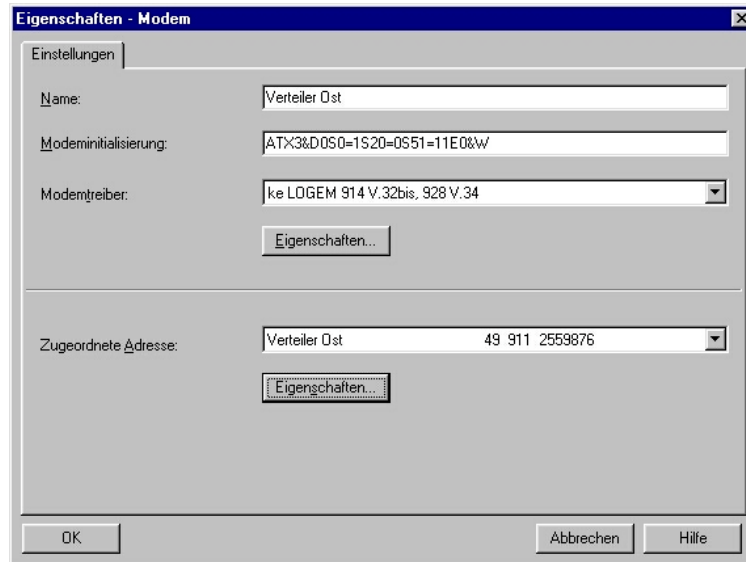 Eigenschaften - Modem
Einstellungen
Name: Verteiler Ost
Modeminitialisierung: ATX3&D0S0=1S20=0S51=11E0&W
Modemtreiber: ke LOGEM 914 V.32bis, 928 V.34
Eigenschaften...
Zugeordnete Adresse: Verteiler Ost 49 911 2559876
Eigenschaften...
OK Abbrechen Hilfe